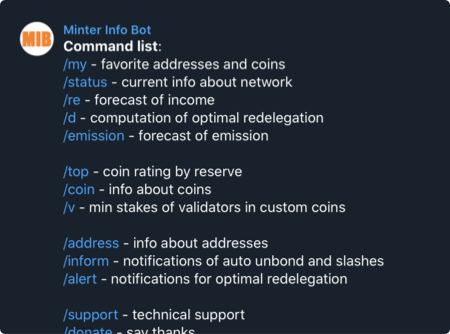 MIB
Minter Info Bot
Command list:
/my - favorite addresses and coins
/status - current info about network
/re - forecast of income
/d - computation of optimal redelegation
/emission - forecast of emission
/top - coin rating by reserve
/coin - info about coins
/v - min stakes of validators in custom coins
/address - info about addresses
/inform - notifications of auto unbond and slashes
/alert - notifications for optimal redelegation
/support - technical support
/donate - say thanks